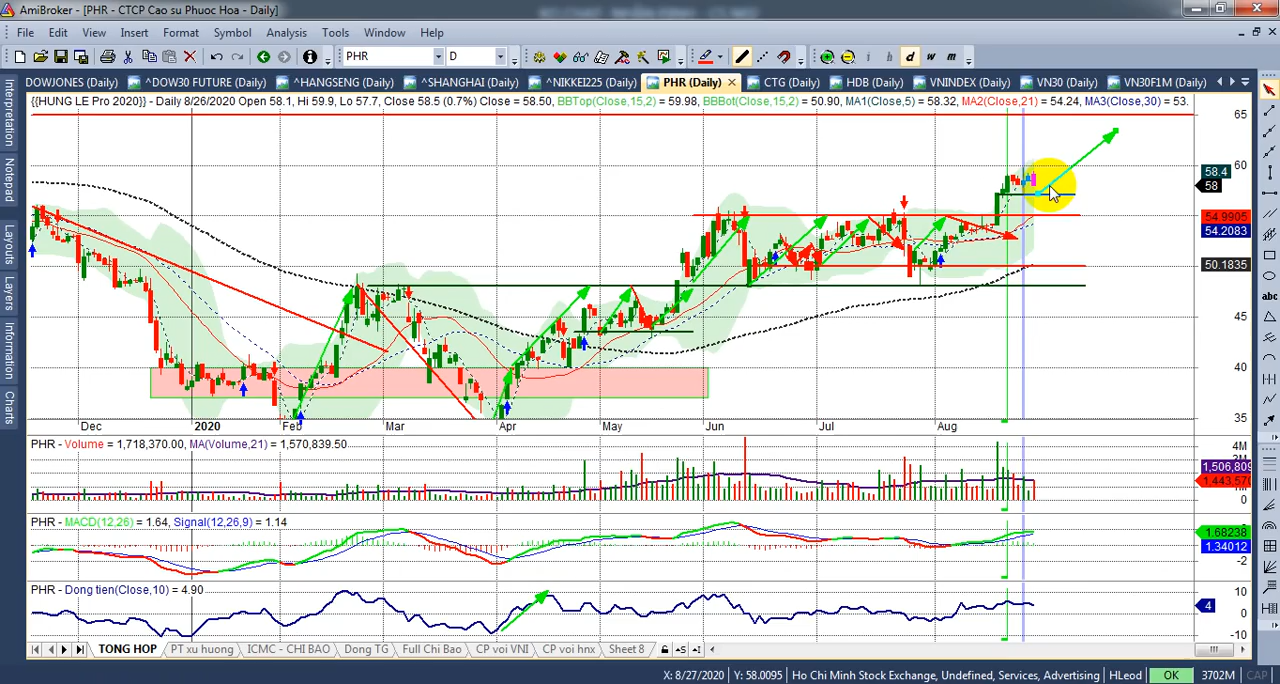 AmiBroker - [PHR - CTCP Cao su Phuoc Hoa - Daily]
File Edit View Insert Format Symbol Analysis Tools Window Help
PHR D h d w m
DOWJONES (Daily) ^DOW30 FUTURE (Daily) ^HANGSENG (Daily) ^SHANGHAI (Daily) ^NIKKEI225 (Daily) PHR (Daily) CTG (Daily) HDB (Daily) VNINDEX (Daily) VN30 (Daily) VN30F1M (Daily)
{{HUNG LE Pro 2020}} - Daily 8/26/2020 Open 58.1, Hi 59.9, Lo 57.7, Close 58.5 (0.7%) Close = 58.50, BBTop(Close,15,2) = 59.98, BBBot(Close,15,2) = 50.90, MA1(Close,5) = 58.32, MA2(Close,21) = 54.24, MA3(Close,30) = 53.
Interpretation
Notepad
Layouts
Layers
Information
Charts
65
60
58.4
58
54.9905
54.2083
50.1835
45
40
35
Dec 2020 Feb Mar Apr May Jun Jul Aug
PHR - Volume = 1,718,370.00, MA(Volume,21) = 1,570,839.50
4M
1,506,809
1,443,570
0
PHR - MACD(12,26) = 1.64, Signal(12,26,9) = 1.14
1.68238
1.34012
-2
PHR - Dong tien(Close,10) = 4.90
10
4
0
-10
TONG HOP PT xu huong ICMC - CHI BAO Dong TG Full Chi Bao CP voi VNI CP voi hnx Sheet 8
X: 8/27/2020 Y: 58.0095 Ho Chi Minh Stock Exchange, Undefined, Services, Advertising HLeod OK 3702M CAP
abc